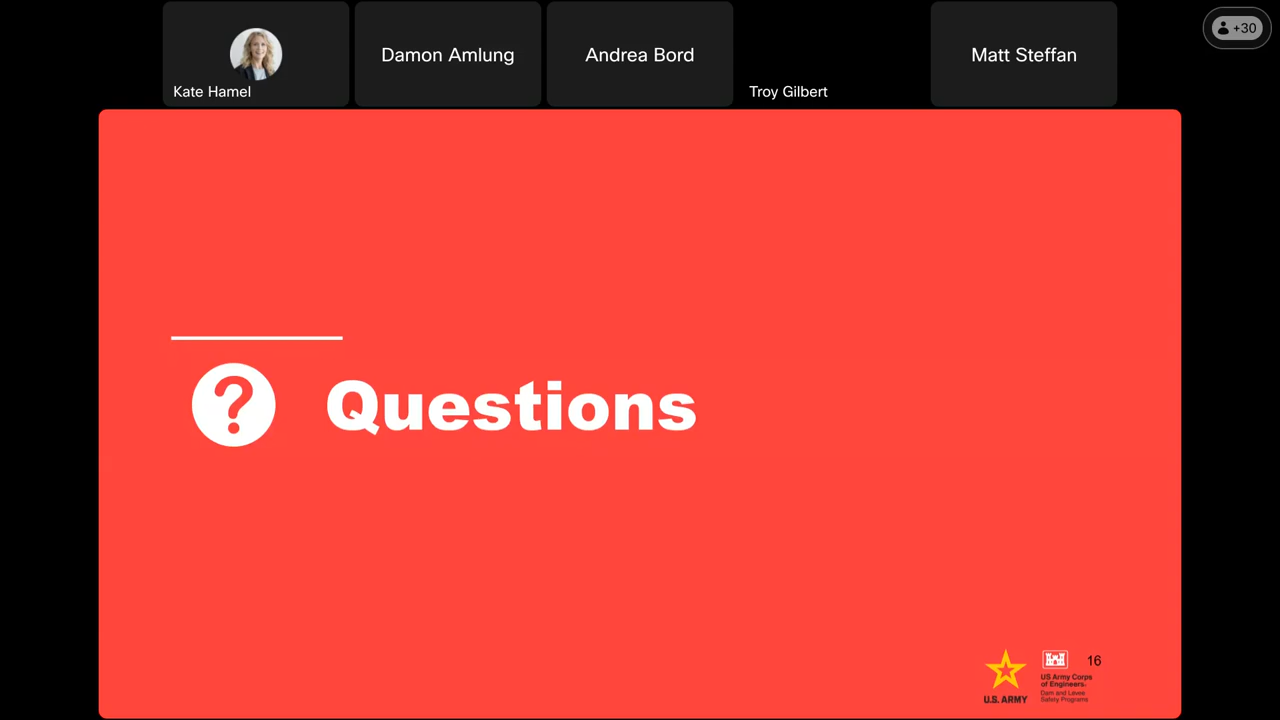 Kate Hamel
Damon Amlung
Andrea Bord
Troy Gilbert
Matt Steffan
+30
? Questions
U.S. ARMY
US Army Corps
of Engineers®
Dam and Levee
Safety Programs
16